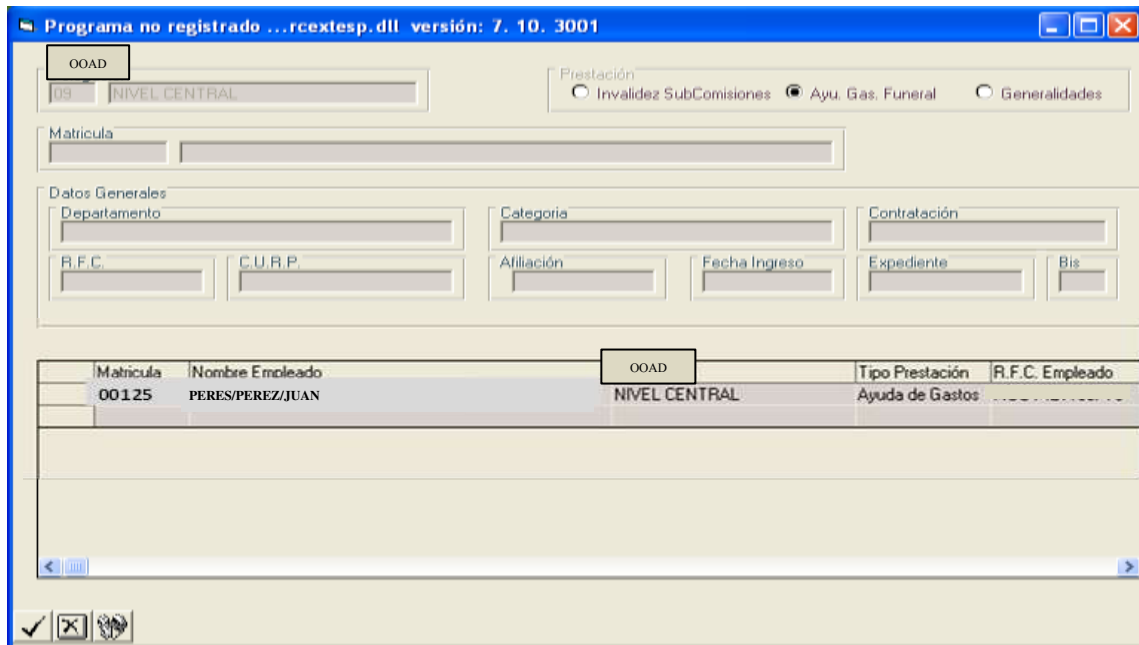 Programa no registrado ...rcextesp.dll versión: 7. 10. 3001
OOAD
09 NIVEL CENTRAL
Prestación
Invalidez SubComisiones Ayu. Gas. Funeral Generalidades
Matricula
Datos Generales
Departamento Categoria Contratación
R.F.C. C.U.R.P. Afiliación Fecha Ingreso Expediente Bis
Matricula Nombre Empleado OOAD Tipo Prestación R.F.C. Empleado
00125 PERES/PEREZ/JUAN NIVEL CENTRAL Ayuda de Gastos